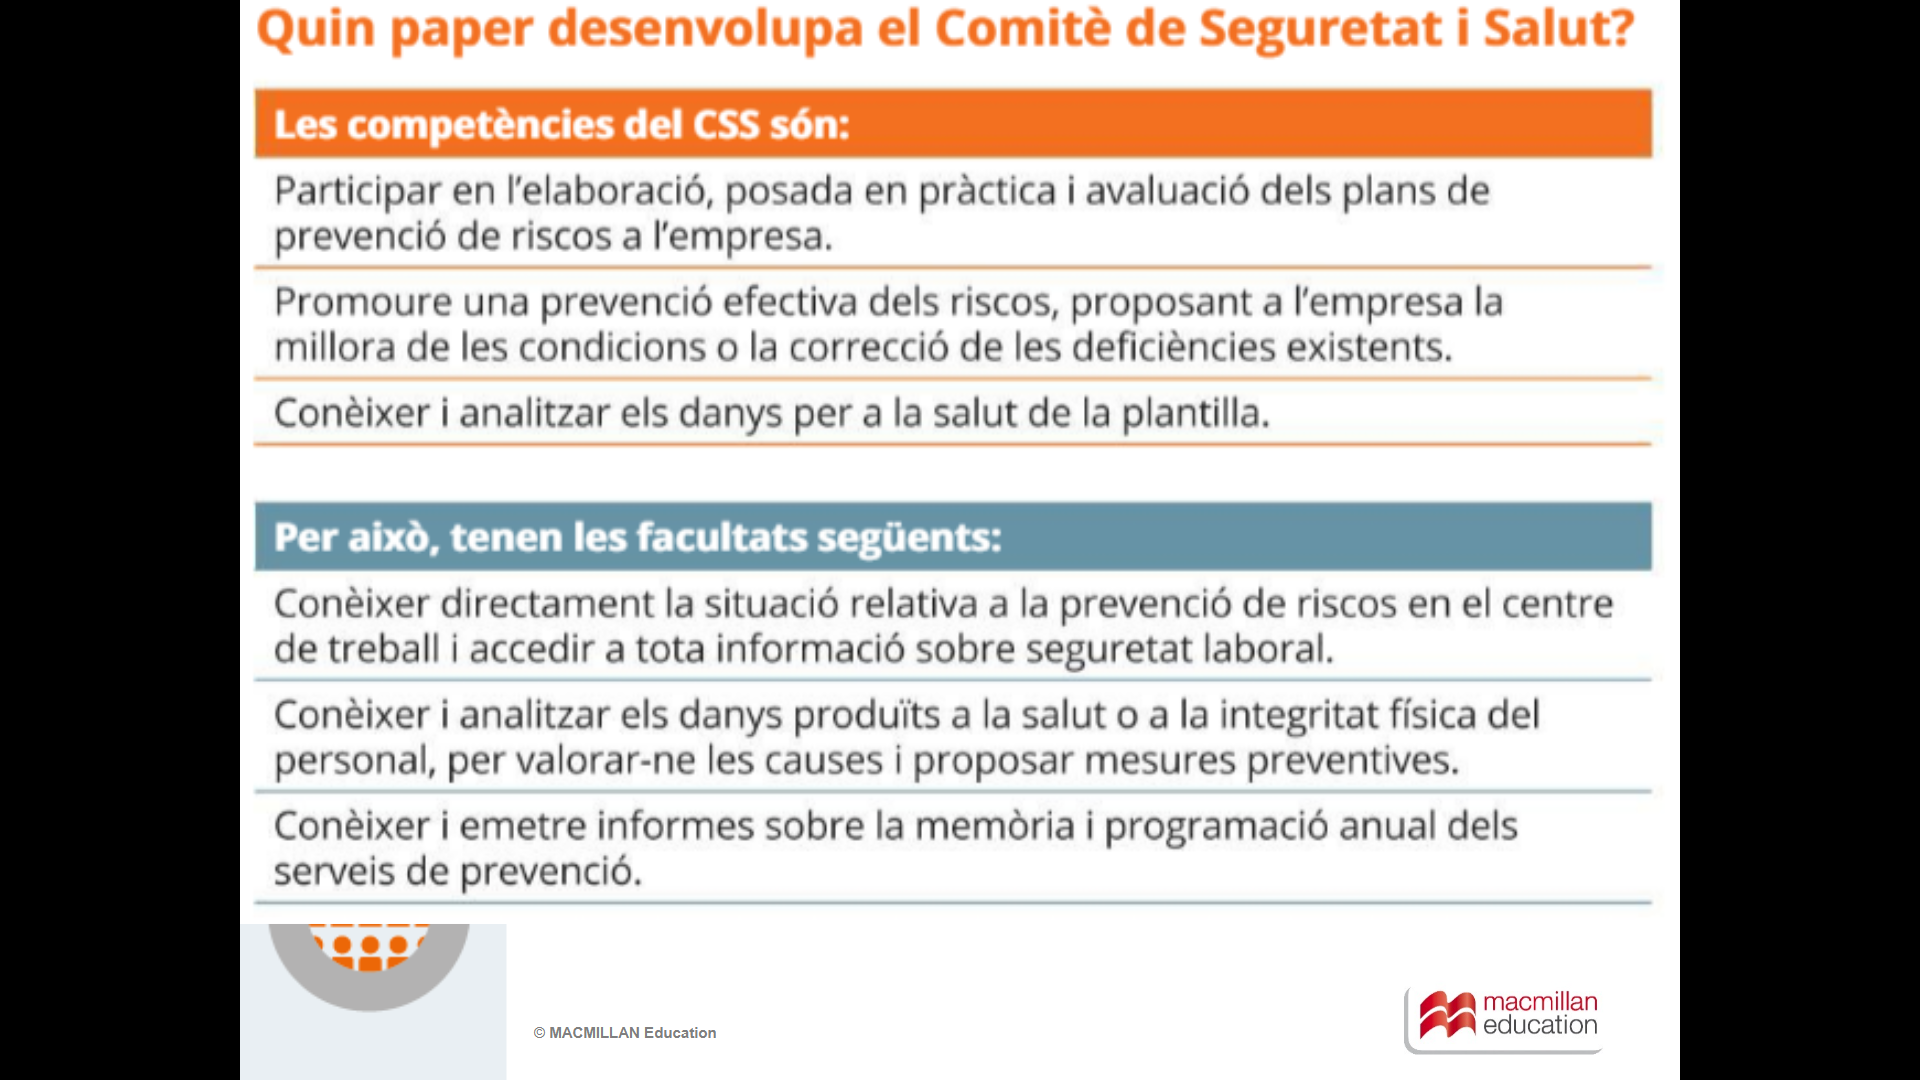 Quin paper desenvolupa el Comitè de Seguretat i Salut?
Les competències del CSS són:
Participar en l’elaboració, posada en pràctica i avaluació dels plans de
prevenció de riscos a l’empresa.
Promoure una prevenció efectiva dels riscos, proposant a l’empresa la
millora de les condicions o la correcció de les deficiències existents.
Conèixer i analitzar els danys per a la salut de la plantilla.
Per això, tenen les facultats següents:
Conèixer directament la situació relativa a la prevenció de riscos en el centre
de treball i accedir a tota informació sobre seguretat laboral.
Conèixer i analitzar els danys produïts a la salut o a la integritat física del
personal, per valorar-ne les causes i proposar mesures preventives.
Conèixer i emetre informes sobre la memòria i programació anual dels
serveis de prevenció.
© MACMILLAN Education
macmillan
education